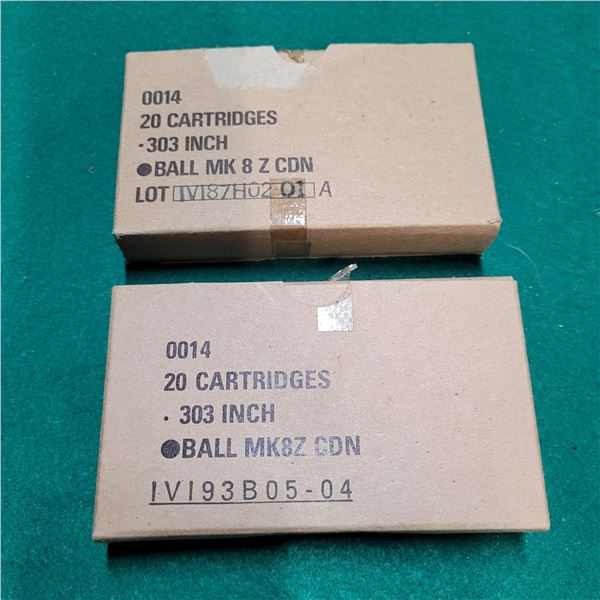 0014
20 CARTRIDGES
·303 INCH
●BALL MK 8 Z CDN
LOT IVI87H02 01 A
0014
20 CARTRIDGES
. 303 INCH
●BALL MK8Z CDN
IVI93B05-04